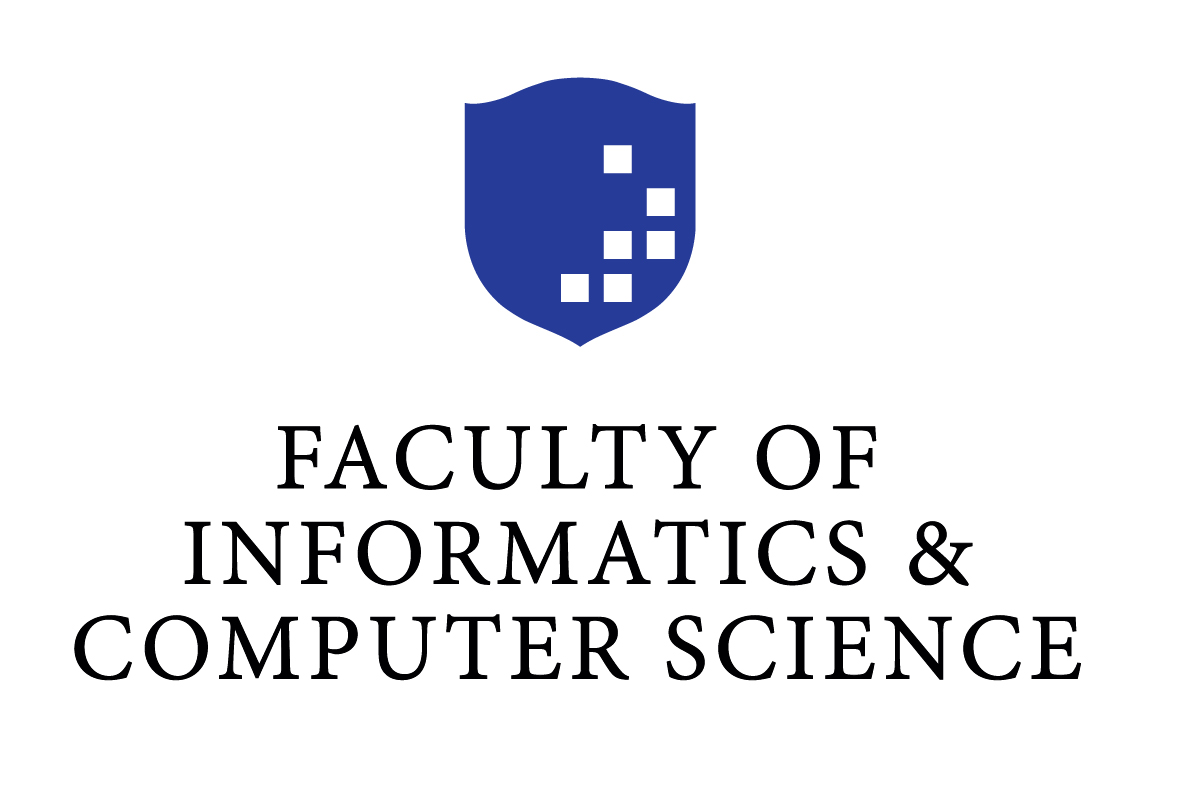 FACULTY OF
INFORMATICS &
COMPUTER SCIENCE